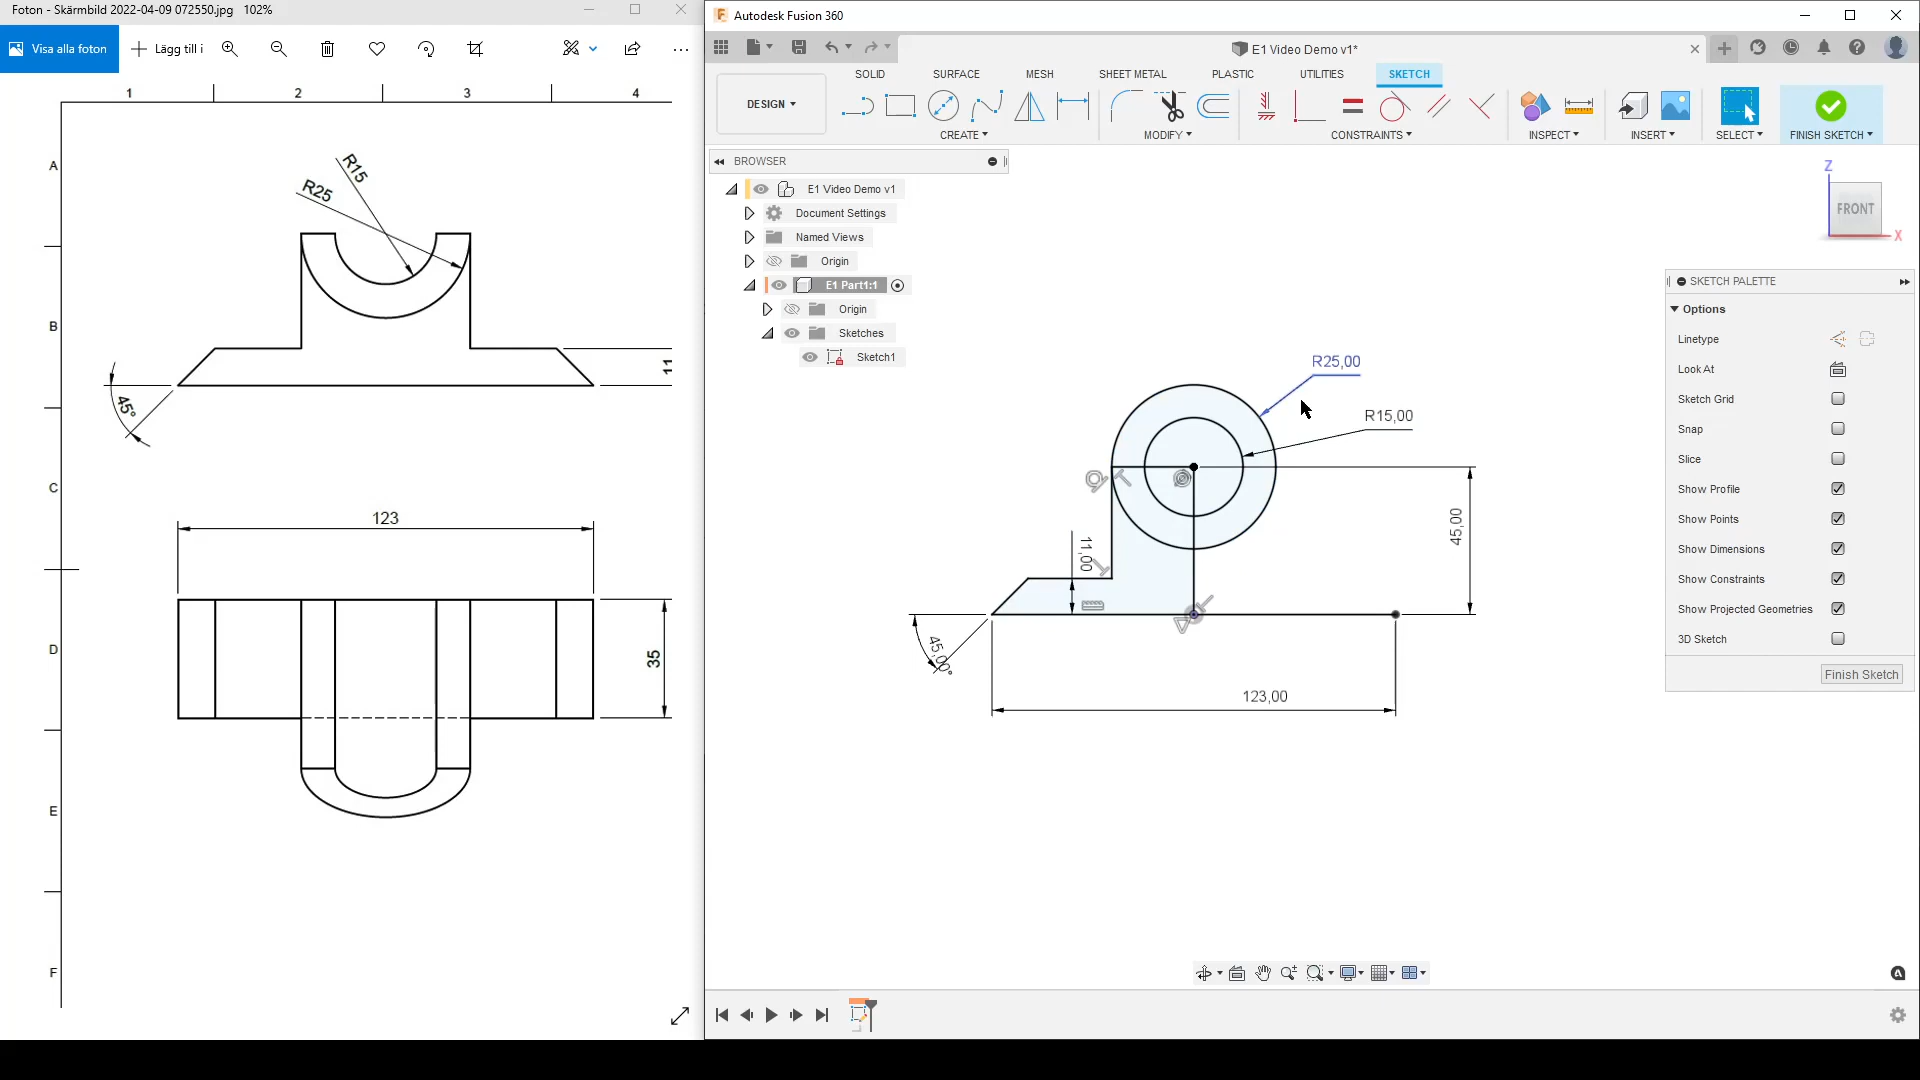 Foton - Skärmbild 2022-04-09 072550.jpg 102%
Visa alla foton
Lägg till i
1 2 3 4
A
B
C
D
E
F
R15
R25
11
45°
123
35
Autodesk Fusion 360
E1 Video Demo v1*
DESIGN
SOLID SURFACE MESH SHEET METAL PLASTIC UTILITIES SKETCH
CREATE MODIFY CONSTRAINTS INSPECT INSERT SELECT FINISH SKETCH
BROWSER
E1 Video Demo v1
Document Settings
Named Views
Origin
E1 Part1:1
Origin
Sketches
Sketch1
Z
FRONT
X
R25,00
R15,00
45,00
11,00
45,00°
123,00
SKETCH PALETTE
Options
Linetype
Look At
Sketch Grid
Snap
Slice
Show Profile
Show Points
Show Dimensions
Show Constraints
Show Projected Geometries
3D Sketch
Finish Sketch